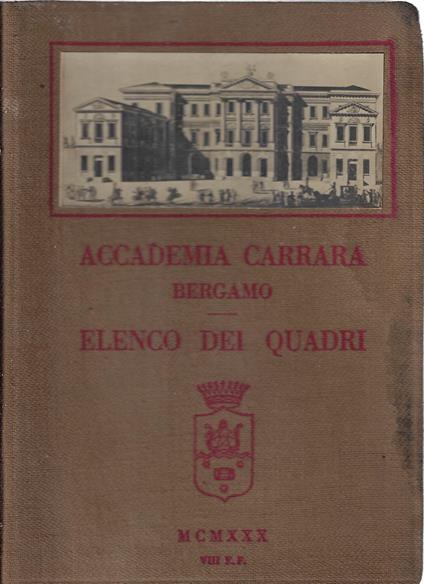 ACCADEMIA CARRARA
BERGAMO
ELENCO DEI QUADRI
MCMXXX
VIII E.F.